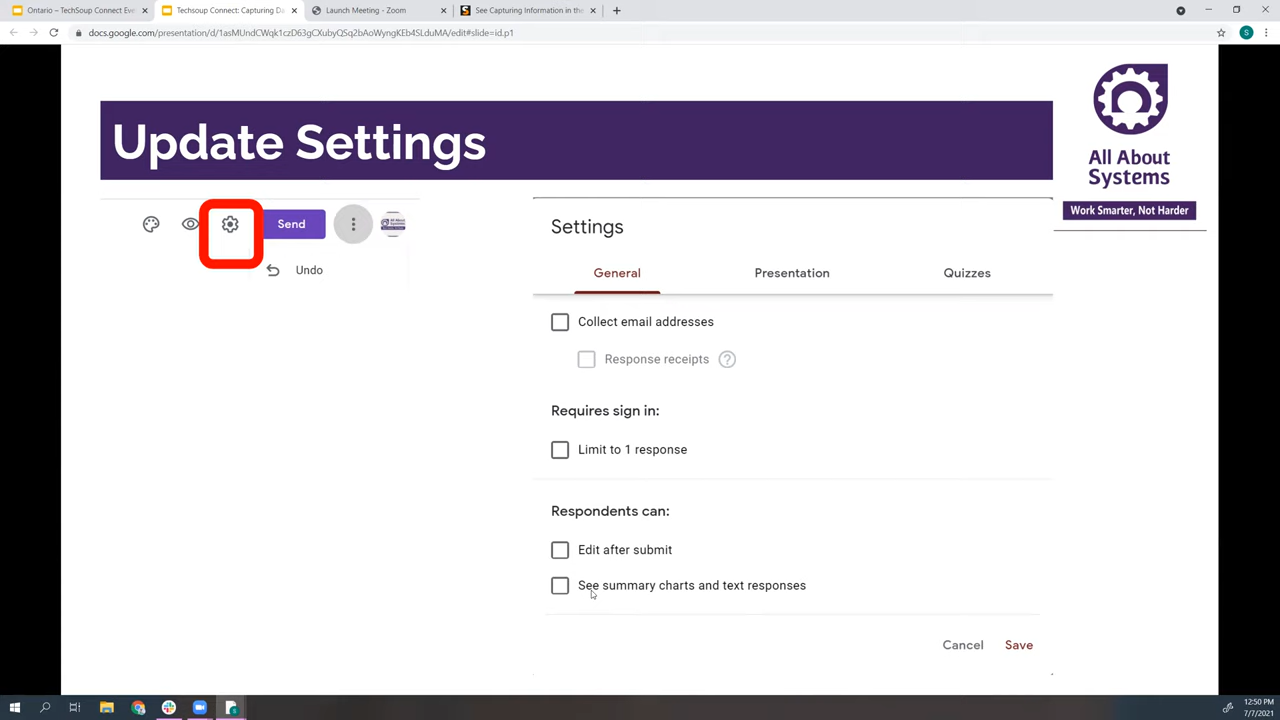 Ontario – TechSoup Connect Eve
Techsoup Connect: Capturing Da
Launch Meeting - Zoom
See Capturing Information in the
docs.google.com/presentation/d/1asMUndCWqk1czD63gCXubyQSq2bAoWyngKEb4SLduMA/edit#slide=id.p1
S
Update Settings
All About
Systems
Work Smarter, Not Harder
Send
Undo
Settings
General
Presentation
Quizzes
Collect email addresses
Response receipts ?
Requires sign in:
Limit to 1 response
Respondents can:
Edit after submit
See summary charts and text responses
Cancel
Save
12:50 PM
7/7/2021